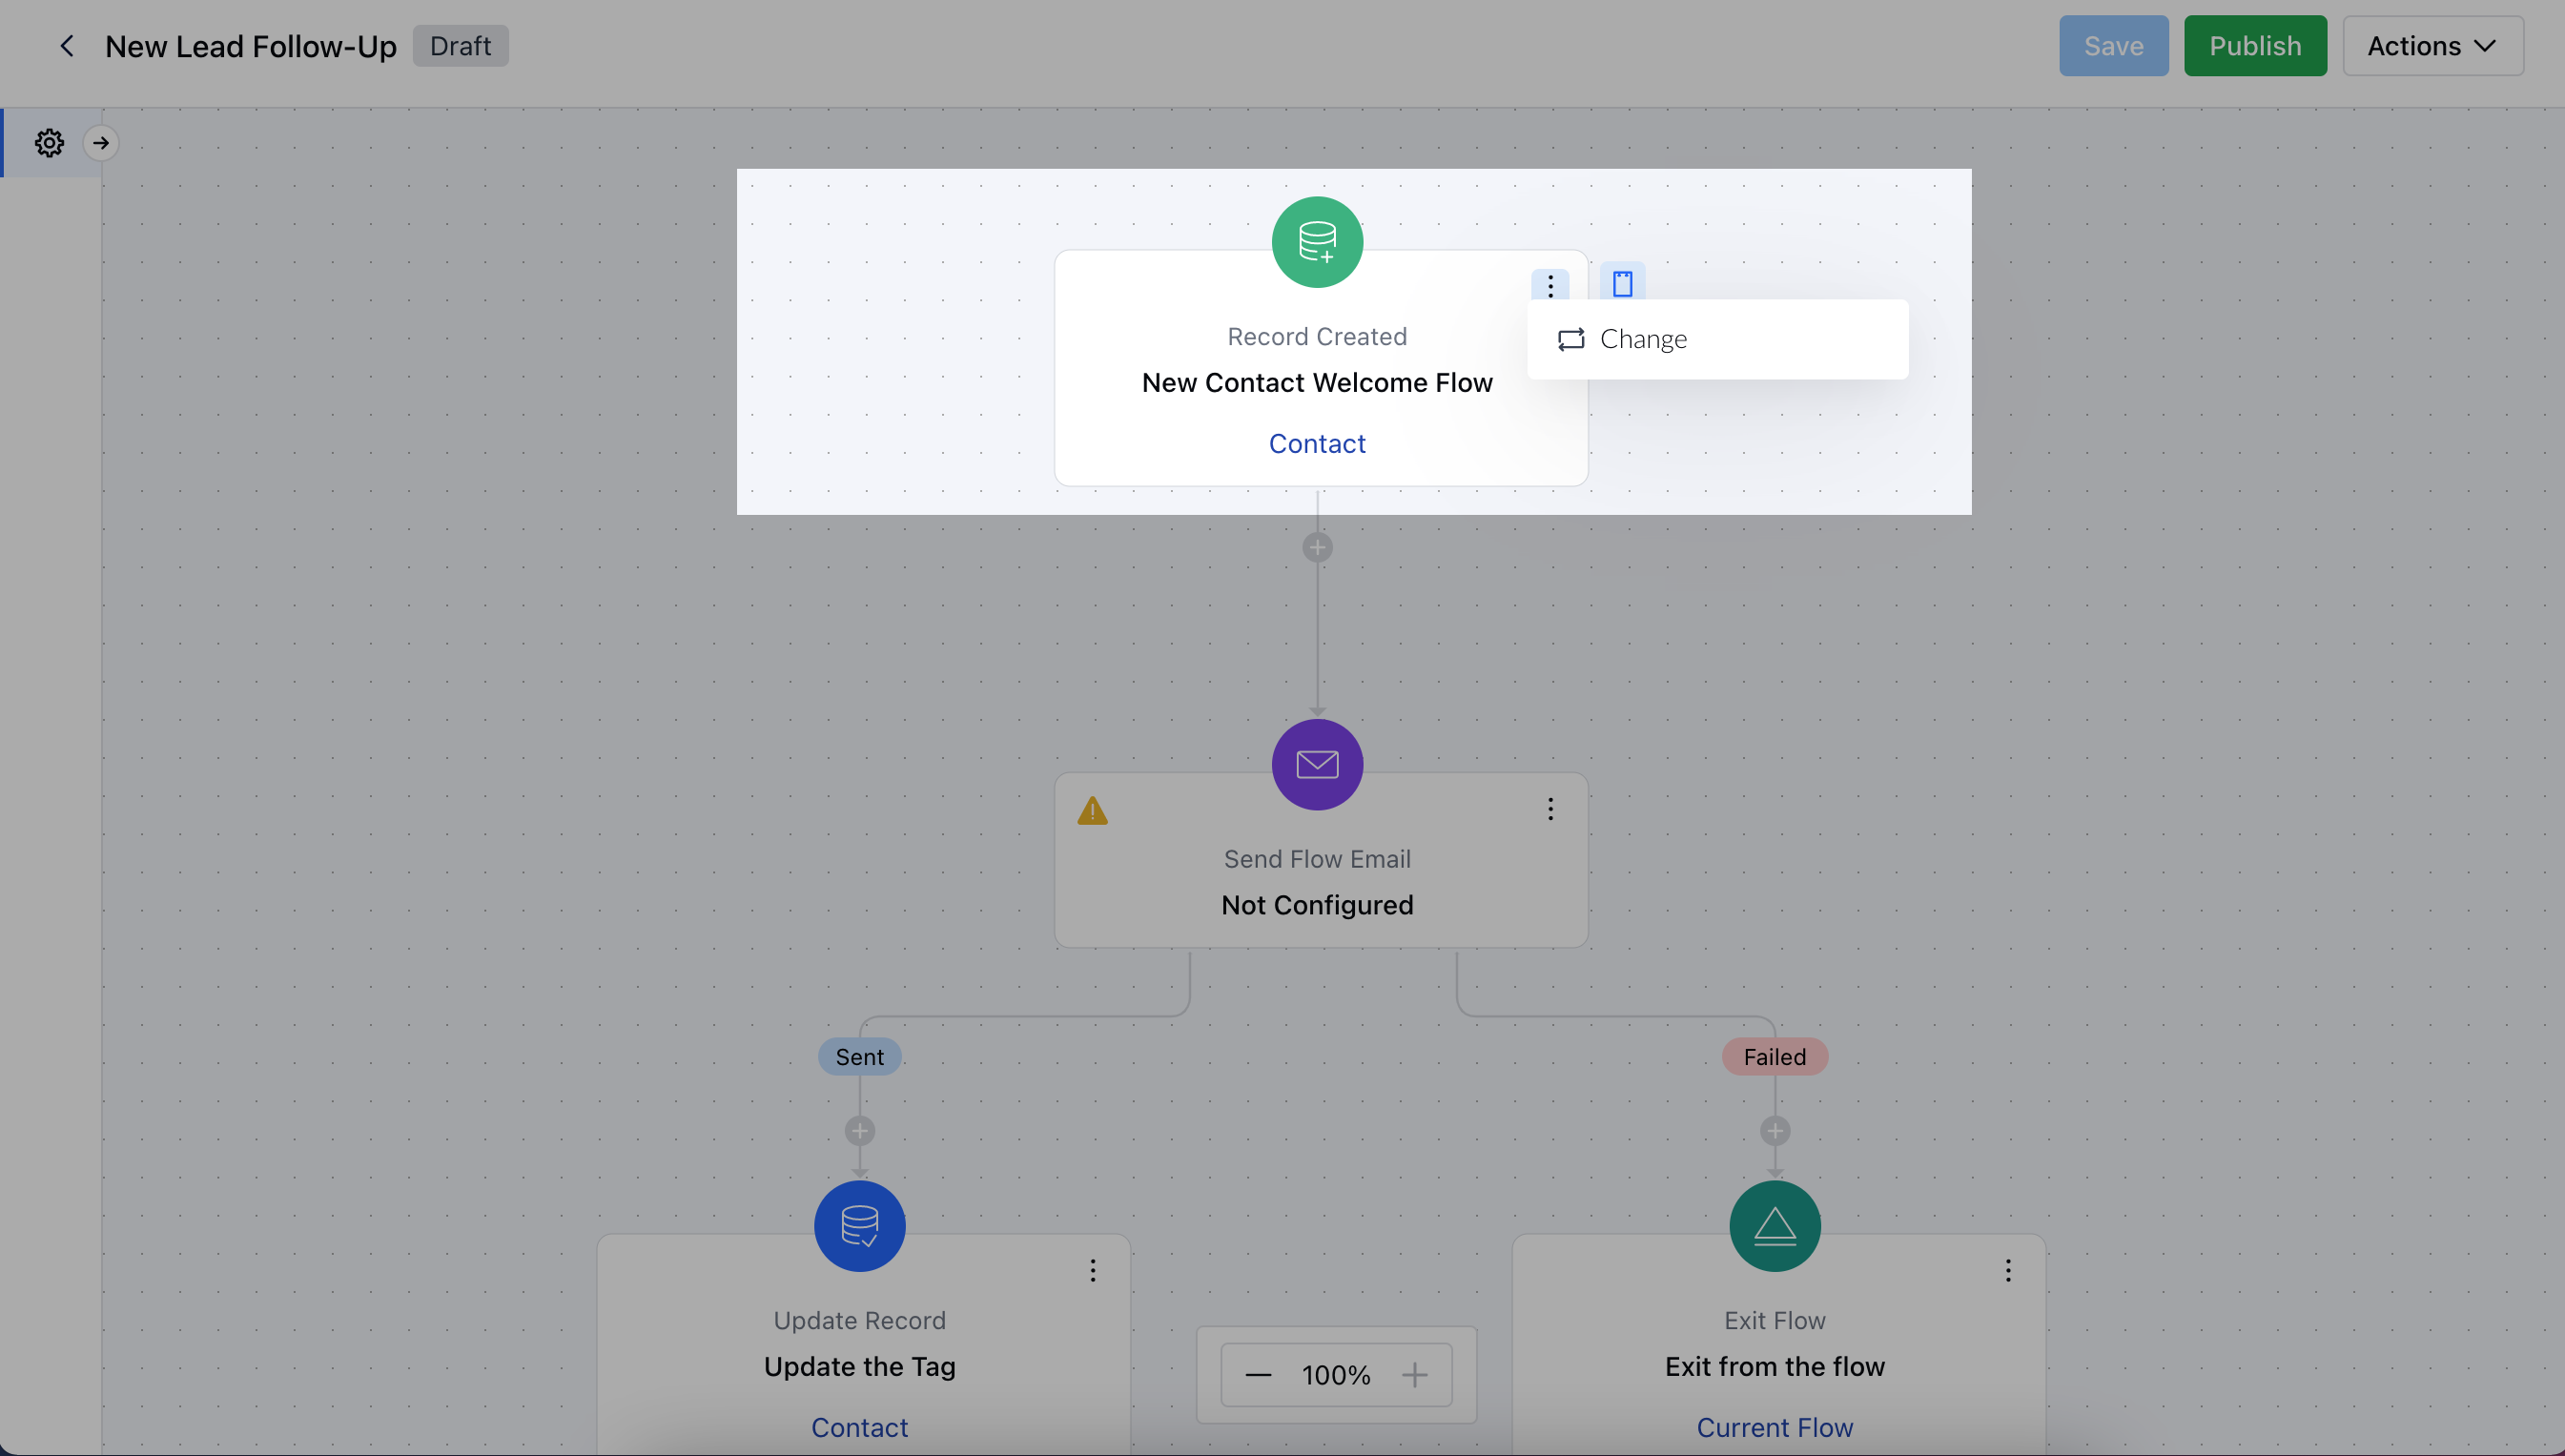 New Lead Follow-Up
Draft
Save
Publish
Actions
Record Created
New Contact Welcome Flow
Contact
Change
Send Flow Email
Not Configured
Sent
Failed
Update Record
Update the Tag
Contact
100%
Exit Flow
Exit from the flow
Current Flow